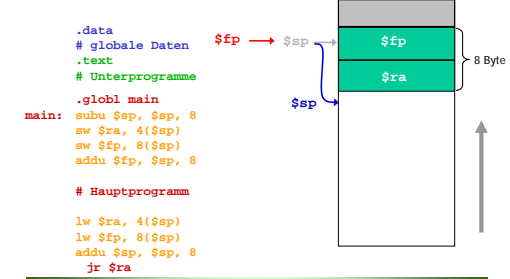 .data
# globale Daten
.text
# Unterprogramme
.globl main
main: subu $sp, $sp, 8
sw $ra, 4($sp)
sw $fp, 8($sp)
addu $fp, $sp, 8
# Hauptprogramm
lw $ra, 4($sp)
lw $fp, 8($sp)
addu $sp, $sp, 8
jr $ra
$fp $sp $fp
8 Byte
$ra
$sp